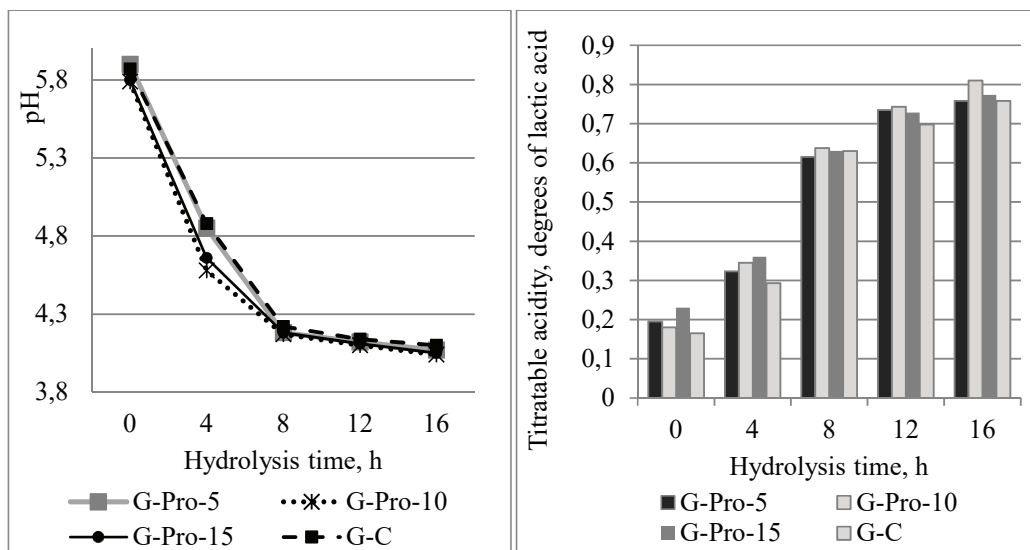 pH
5,8
5,3
4,8
4,3
3,8
0 4 8 12 16
Hydrolysis time, h
G-Pro-5 G-Pro-10
G-Pro-15 G-C
Titratable acidity, degrees of lactic acid
0,9
0,8
0,7
0,6
0,5
0,4
0,3
0,2
0,1
0
0 4 8 12 16
Hydrolysis time, h
G-Pro-5 G-Pro-10
G-Pro-15 G-C